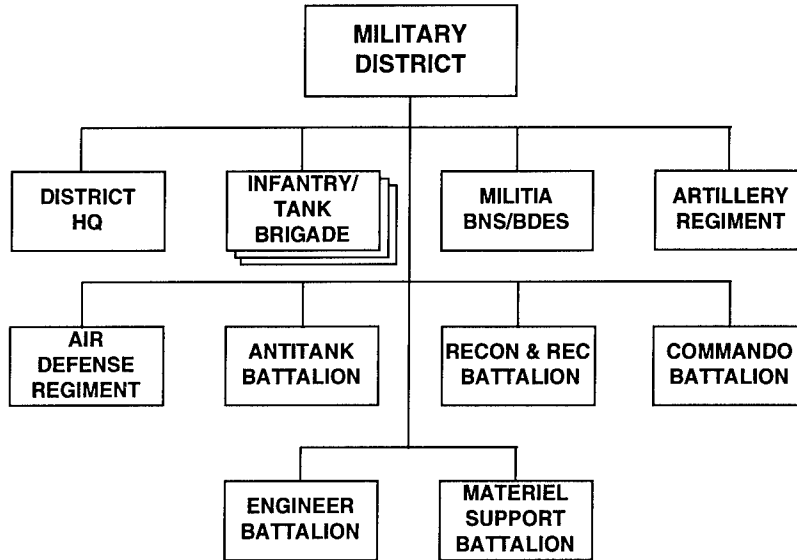 MILITARY
DISTRICT
DISTRICT
HQ
INFANTRY/
TANK
BRIGADE
MILITIA
BNS/BDES
ARTILLERY
REGIMENT
AIR
DEFENSE
REGIMENT
ANTITANK
BATTALION
RECON & REC
BATTALION
COMMANDO
BATTALION
ENGINEER
BATTALION
MATERIEL
SUPPORT
BATTALION